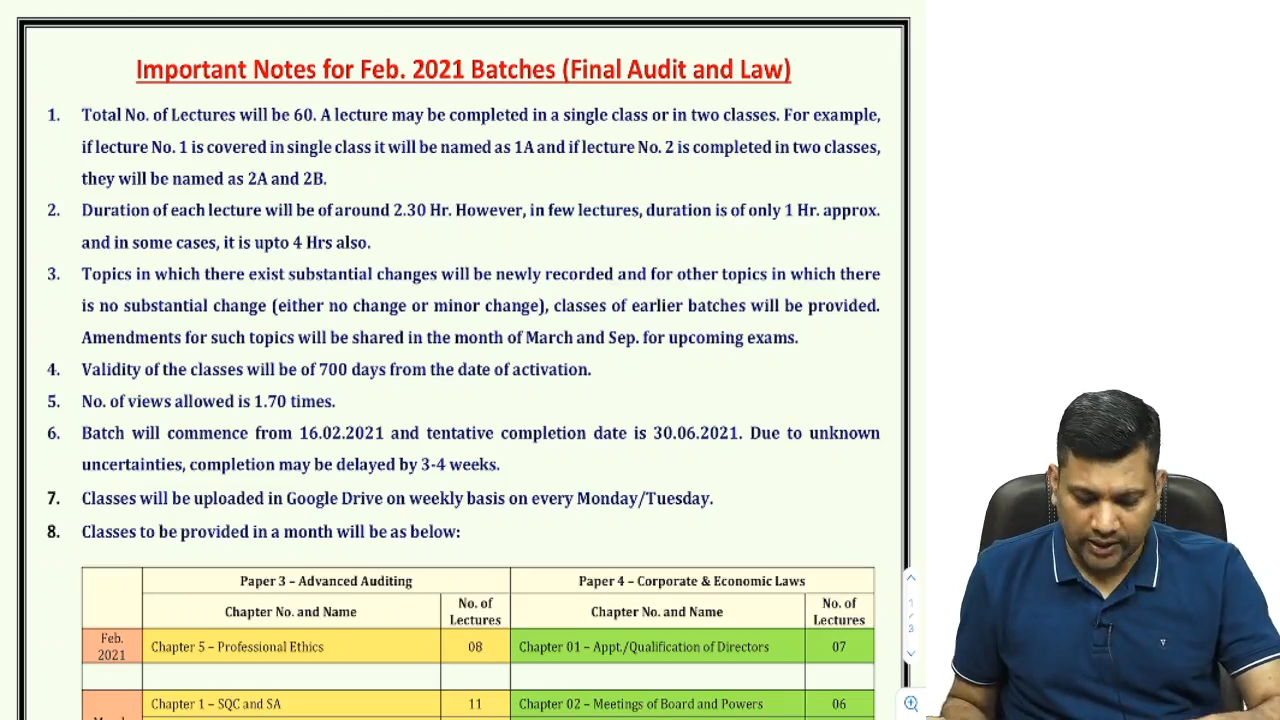 Important Notes for Feb. 2021 Batches (Final Audit and Law)
1. Total No. of Lectures will be 60. A lecture may be completed in a single class or in two classes. For example,
if lecture No. 1 is covered in single class it will be named as 1A and if lecture No. 2 is completed in two classes,
they will be named as 2A and 2B.
2. Duration of each lecture will be of around 2.30 Hr. However, in few lectures, duration is of only 1 Hr. approx.
and in some cases, it is upto 4 Hrs also.
3. Topics in which there exist substantial changes will be newly recorded and for other topics in which there
is no substantial change (either no change or minor change), classes of earlier batches will be provided.
Amendments for such topics will be shared in the month of March and Sep. for upcoming exams.
4. Validity of the classes will be of 700 days from the date of activation.
5. No. of views allowed is 1.70 times.
6. Batch will commence from 16.02.2021 and tentative completion date is 30.06.2021. Due to unknown
uncertainties, completion may be delayed by 3-4 weeks.
7. Classes will be uploaded in Google Drive on weekly basis on every Monday/Tuesday.
8. Classes to be provided in a month will be as below:
Paper 3 – Advanced Auditing Paper 4 – Corporate & Economic Laws
Chapter No. and Name No. of Lectures Chapter No. and Name No. of Lectures
Feb. 2021 Chapter 5 – Professional Ethics 08 Chapter 01 – Appt./Qualification of Directors 07
Chapter 1 – SQC and SA 11 Chapter 02 – Meetings of Board and Powers 06
1
/
3